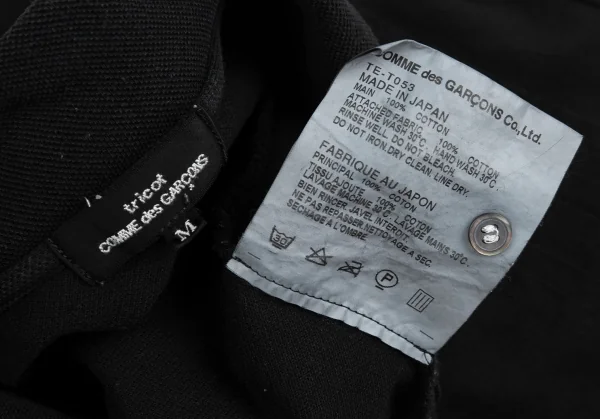 tricot
COMME des GARÇONS
M
COMME des GARÇONS Co., Ltd.
TE-T053
MADE IN JAPAN
MAIN 100% COTTON
ATTACHED FABRIC 100% COTTON
MACHINE WASH 30°C. HAND WASH 30°C.
RINSE WELL. DO NOT BLEACH.
DO NOT IRON. DRY CLEAN. LINE DRY.
FABRIQUE AU JAPON
PRINCIPAL 100% COTON
TISSU AJOUTE 100% COTON
LAVAGE MACHINE 30°C. LAVAGE MAINS 30°C.
BIEN RINCER. JAVEL INTERDIT.
NE PAS REPASSER. NETTOYAGE A SEC.
SECHAGE A L'OMBRE.
P